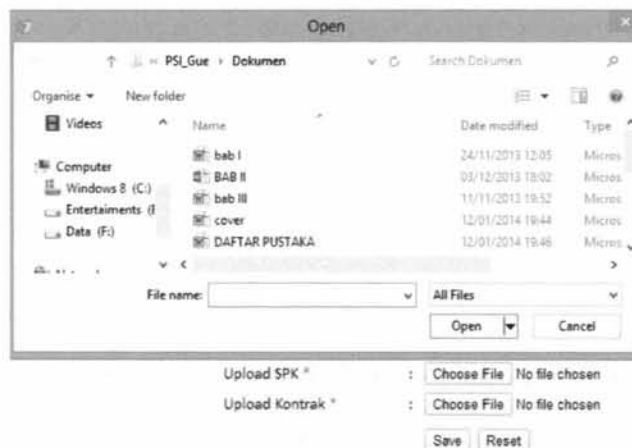 Open
« PSI_Gue › Dokumen
Search Dokumen
Organise
New folder
Videos
Computer
Windows 8 (C:)
Entertaiments (
Data (F:)
Name Date modified Type
bab I 24/11/2013 12:05 Micros
BAB II 03/12/2013 18:02 Micros
bab III 11/11/2013 19:52 Micros
cover 12/01/2014 19:44 Micros
DAFTAR PUSTAKA 12/01/2014 19:46 Micros
File name: All Files
Open Cancel
Upload SPK * : Choose File No file chosen
Upload Kontrak * : Choose File No file chosen
Save Reset